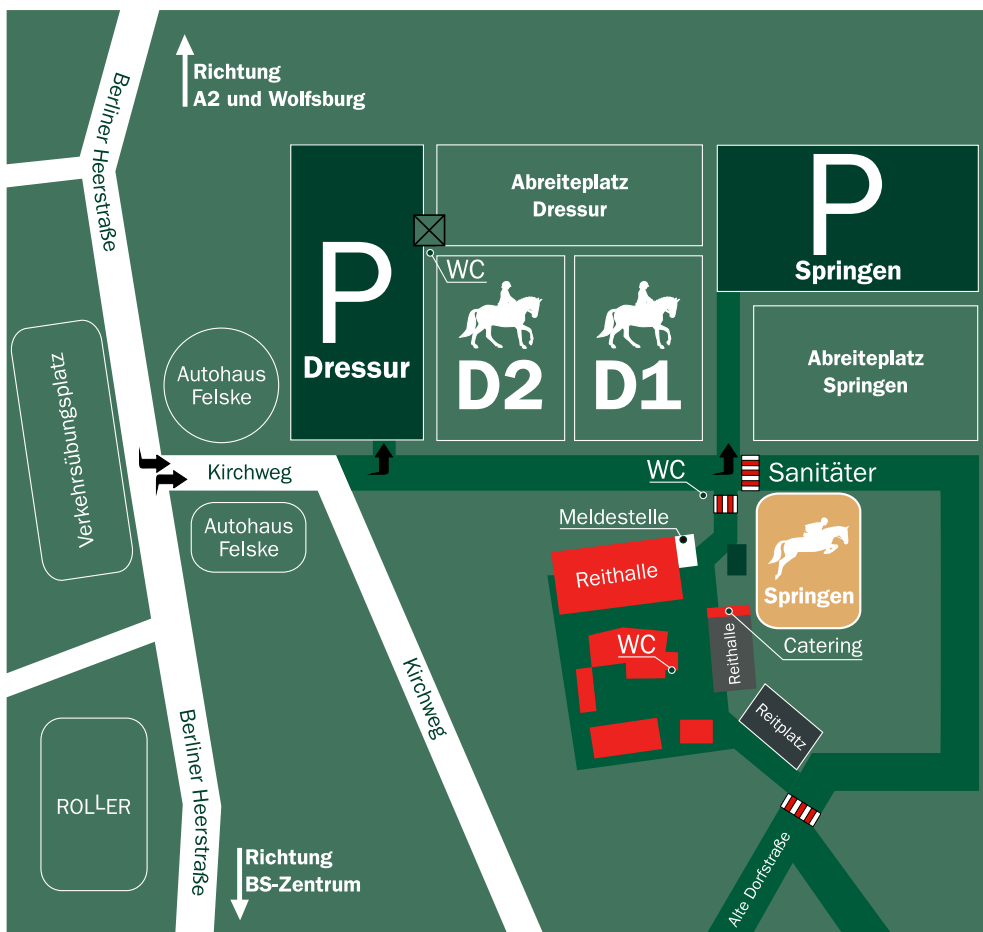 Richtung
A2 und Wolfsburg
Berliner Heerstraße
P
Dressur
Abreiteplatz
Dressur
WC
P
Springen
D2
D1
Abreiteplatz
Springen
Verkehrsübungsplatz
Autohaus
Felske
Kirchweg
Autohaus
Felske
WC
Sanitäter
Meldestelle
Reithalle
Springen
WC
Reithalle
Catering
Kirchweg
Reitplatz
Berliner Heerstraße
ROLLER
Richtung
BS-Zentrum
Alte Dorfstraße